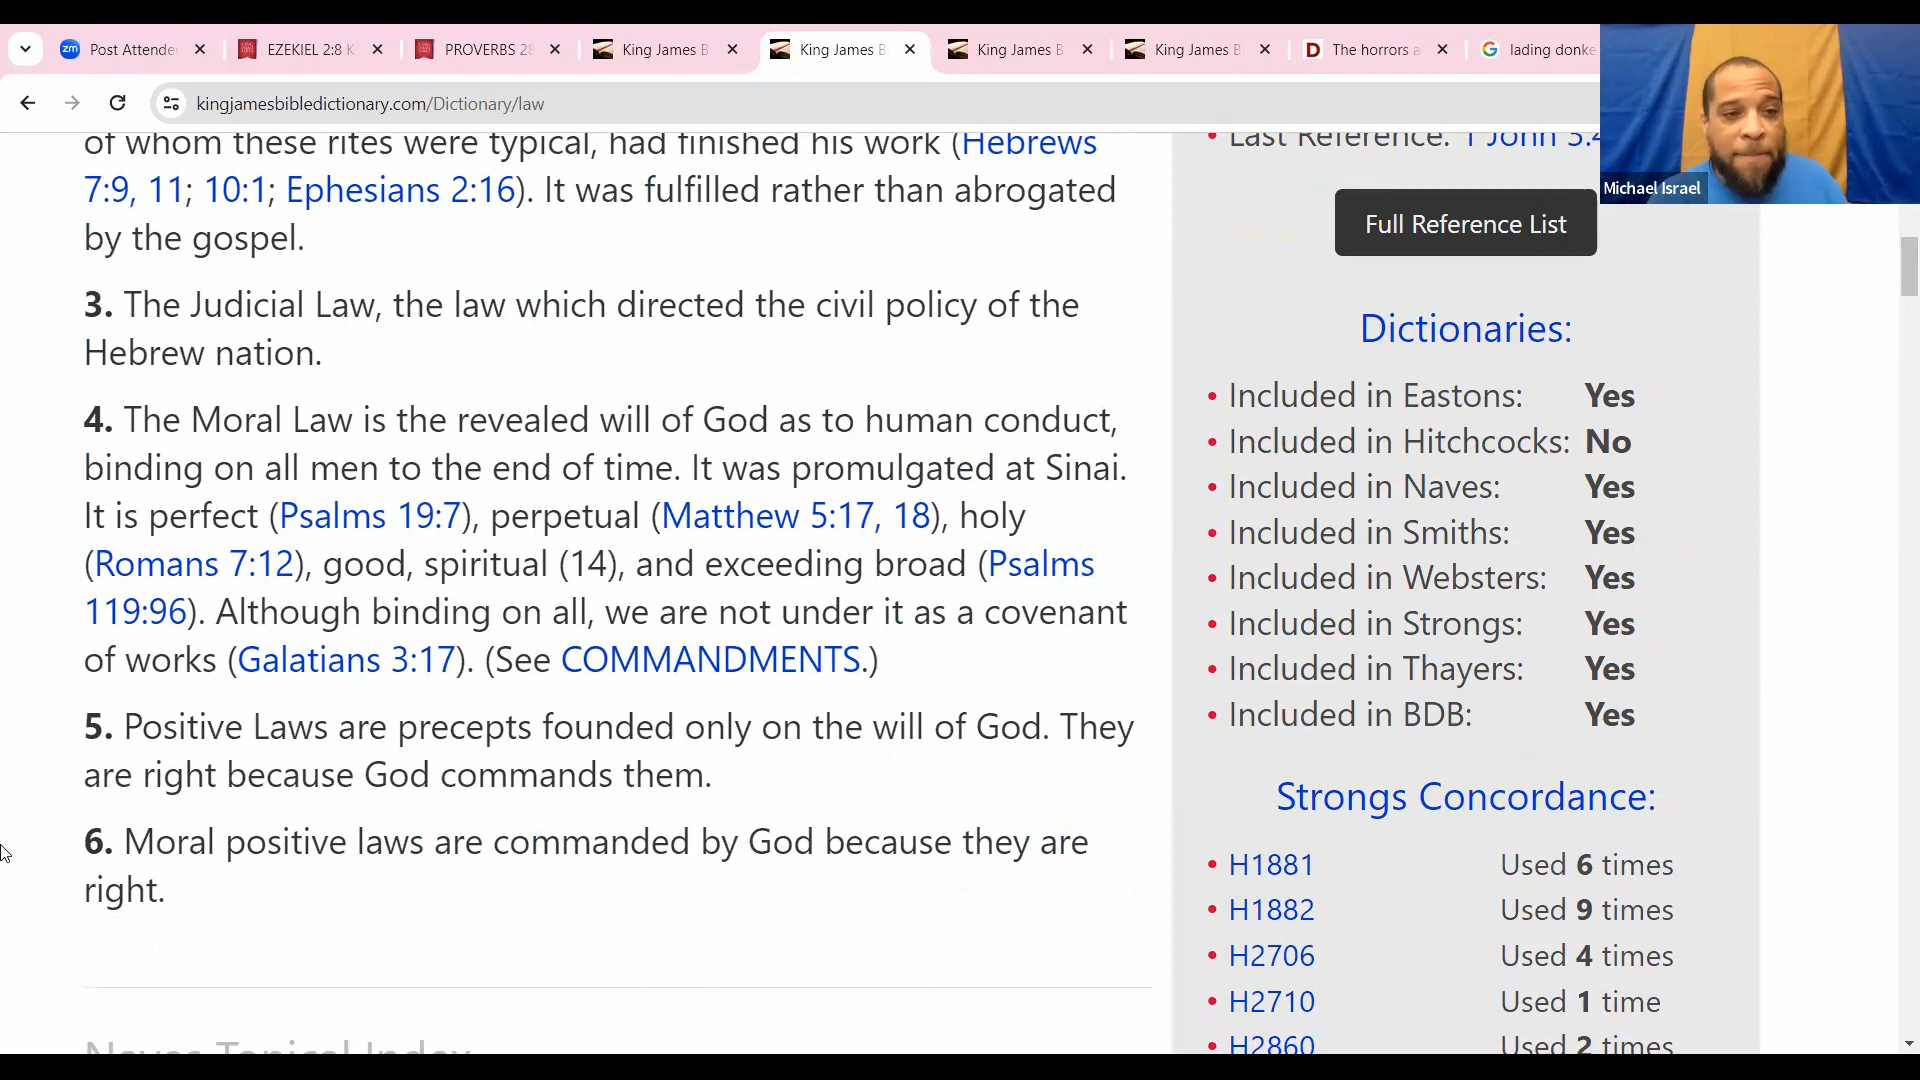 Post Attende
EZEKIEL 2:8 K
PROVERBS 28
King James B
King James B
King James B
King James B
The horrors a
lading donke
kingjamesbibledictionary.com/Dictionary/law
Michael Israel
of whom these rites were typical, had finished his work (Hebrews
7:9, 11; 10:1; Ephesians 2:16). It was fulfilled rather than abrogated
by the gospel.
3. The Judicial Law, the law which directed the civil policy of the
Hebrew nation.
4. The Moral Law is the revealed will of God as to human conduct,
binding on all men to the end of time. It was promulgated at Sinai.
It is perfect (Psalms 19:7), perpetual (Matthew 5:17, 18), holy
(Romans 7:12), good, spiritual (14), and exceeding broad (Psalms
119:96). Although binding on all, we are not under it as a covenant
of works (Galatians 3:17). (See COMMANDMENTS.)
5. Positive Laws are precepts founded only on the will of God. They
are right because God commands them.
6. Moral positive laws are commanded by God because they are
right.
Naves Topical Index
Last Reference: 1 John 3:4
Full Reference List
Dictionaries:
Included in Eastons: Yes
Included in Hitchcocks: No
Included in Naves: Yes
Included in Smiths: Yes
Included in Websters: Yes
Included in Strongs: Yes
Included in Thayers: Yes
Included in BDB: Yes
Strongs Concordance:
H1881 Used 6 times
H1882 Used 9 times
H2706 Used 4 times
H2710 Used 1 time
H2860 Used 2 times